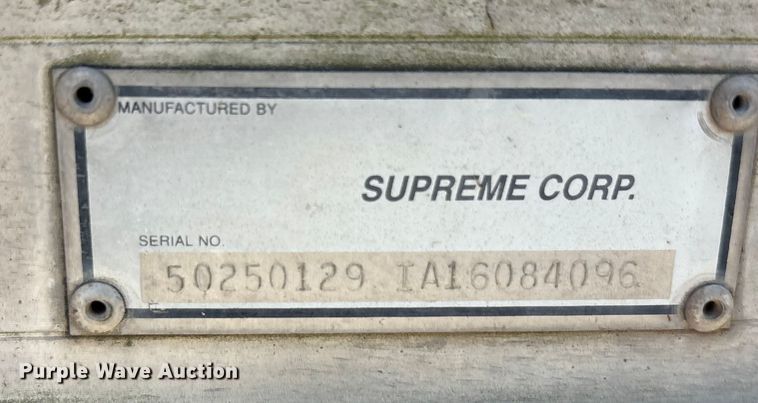 MANUFACTURED BY
SUPREME CORP.
SERIAL NO.
50250129 IA16084096
Purple Wave Auction